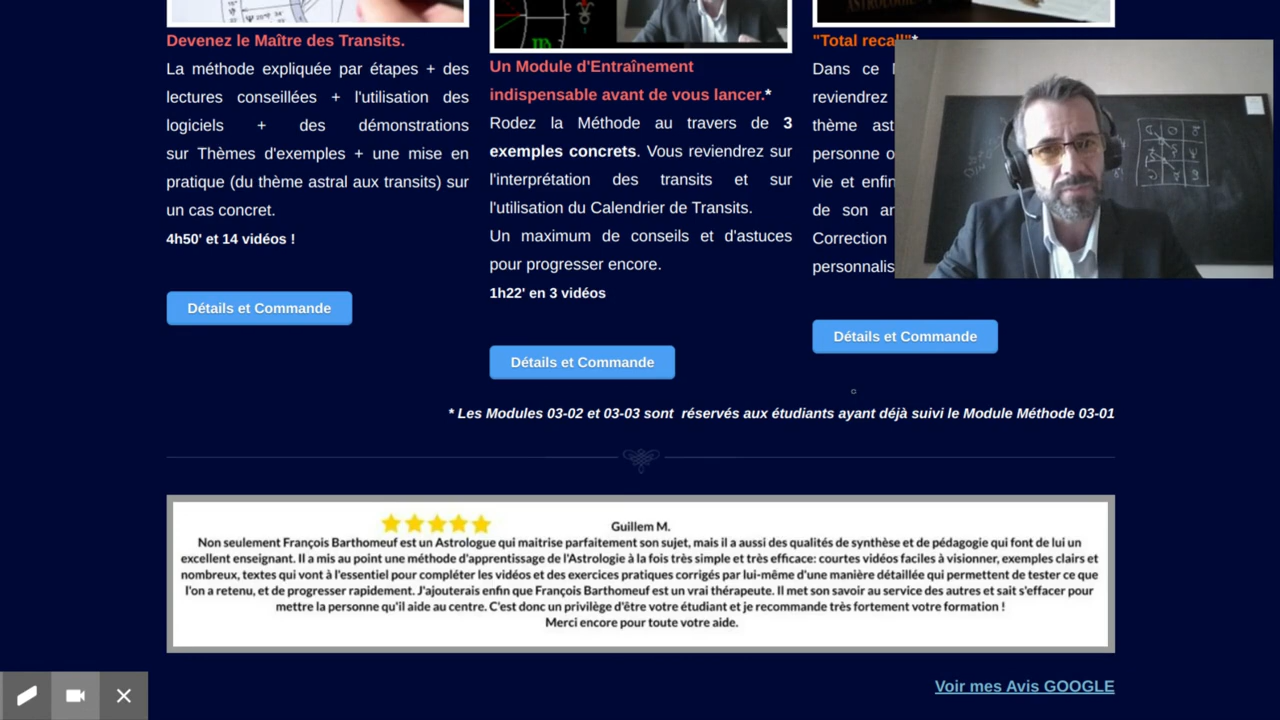 ASTROLOGIE
Devenez le Maître des Transits.
La méthode expliquée par étapes + des
lectures conseillées + l'utilisation des
logiciels + des démonstrations
sur Thèmes d'exemples + une mise en
pratique (du thème astral aux transits) sur
un cas concret.
4h50' et 14 vidéos !
Détails et Commande
Un Module d'Entraînement
indispensable avant de vous lancer.*
Rodez la Méthode au travers de 3
exemples concrets. Vous reviendrez sur
l'interprétation des transits et sur
l'utilisation du Calendrier de Transits.
Un maximum de conseils et d'astuces
pour progresser encore.
1h22' en 3 vidéos
Détails et Commande
"Total recall"*
Dans ce
reviendrez
thème
personne
vie et
de son
Correction
Détails et Commande
* Les Modules 03-02 et 03-03 sont réservés aux étudiants ayant déjà suivi le Module Méthode 03-01
Guillem M.
Non seulement François Barthomeuf est un Astrologue qui maitrise parfaitement son sujet, mais il a aussi des qualités de synthèse et de pédagogie qui font de lui un
excellent enseignant. Il a mis au point une méthode d'apprentissage de l'Astrologie à la fois très simple et très efficace: courtes vidéos faciles à visionner, exemples clairs et
nombreux, textes qui vont à l'essentiel pour compléter les vidéos et des exercices pratiques corrigés par lui-même d'une manière détaillée qui permettent de tester ce que
l'on a retenu, et de progresser rapidement. J'ajouterais enfin que François Barthomeuf est un vrai thérapeute. Il met son savoir au service des autres et sait s'effacer pour
mettre la personne qu'il aide au centre. C'est donc un privilège d'être votre étudiant et je recommande très fortement votre formation !
Merci encore pour toute votre aide.
Voir mes Avis GOOGLE